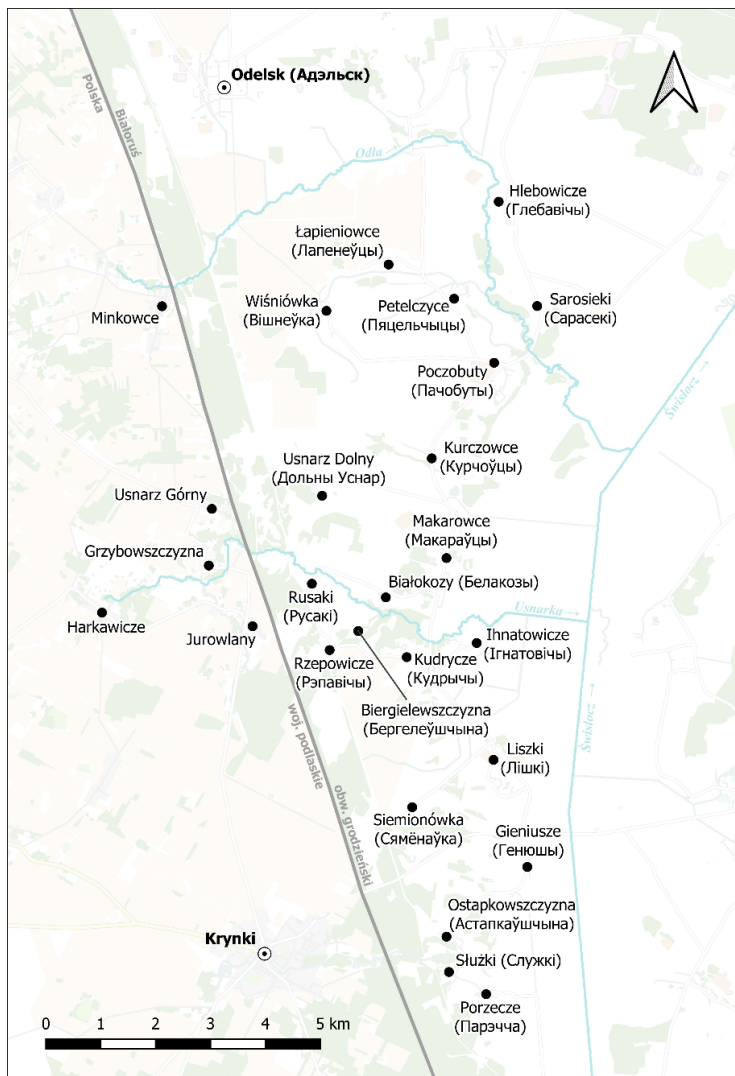 Odelsk (Адэльск)
Polska
Białoruś
Odła
Hlebowicze
(Глебавічы)
Łapieniowce
(Лапенеўцы)
Minkowce
Wiśniówka
(Вішнеўка)
Petelczyce
(Пяцельчыцы)
Sarosieki
(Сарасекі)
Świsłocz →
Poczobuty
(Пачобуты)
Kurczowce
(Курчоўцы)
Usnarz Dolny
(Дольны Уснар)
Usnarz Górny
Makarowce
(Макараўцы)
Grzybowszczyzna
Białokozy (Белакозы)
Rusaki
(Русакі)
Usnarka →
Harkawicze
Jurowlany
Ihnatowicze
(Ігнатовічы)
Rzepowicze
(Рэпавічы)
Kudrycze
(Кудрычы)
Biergielewszczyzna
(Бергелеўшчына)
Świsłocz →
woj. podlaskie
obw. grodzieński
Liszki
(Лішкі)
Siemionówka
(Сямёнаўка)
Gieniusze
(Генюшы)
Ostapkowszczyzna
(Астапкаўшчына)
Krynki
Służki (Служкі)
Porzecze
(Парэчча)
0 1 2 3 4 5 km